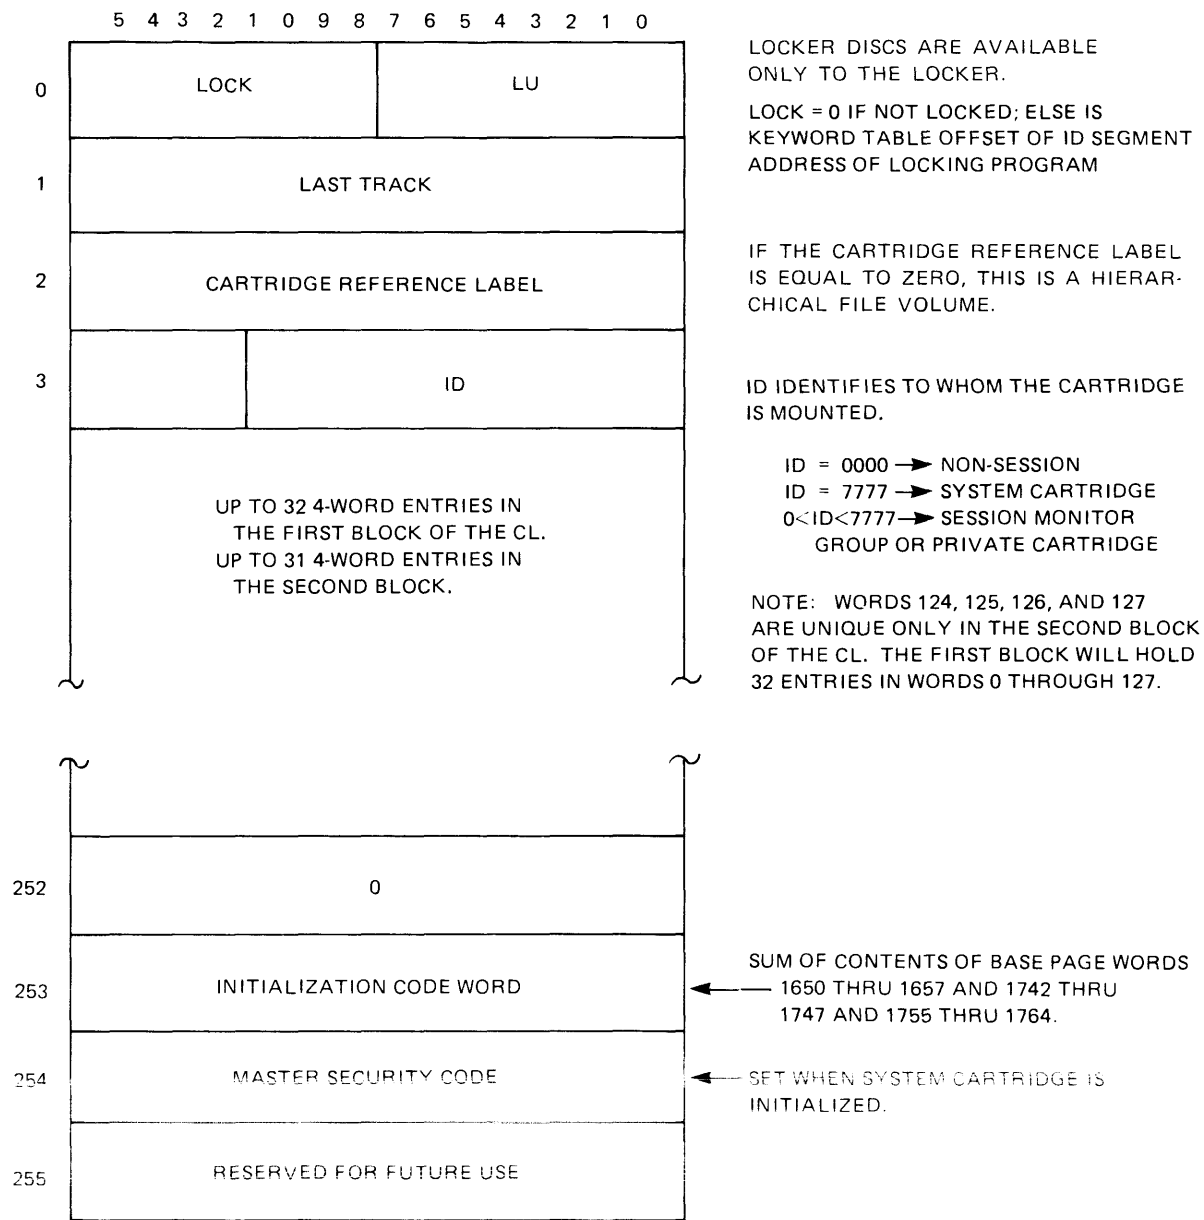 5 4 3 2 1 0 9 8 7 6 5 4 3 2 1 0
0
LOCK
LU
LOCKER DISCS ARE AVAILABLE
ONLY TO THE LOCKER.
LOCK = 0 IF NOT LOCKED; ELSE IS
KEYWORD TABLE OFFSET OF ID SEGMENT
ADDRESS OF LOCKING PROGRAM
1
LAST TRACK
2
CARTRIDGE REFERENCE LABEL
IF THE CARTRIDGE REFERENCE LABEL
IS EQUAL TO ZERO, THIS IS A HIERAR-
CHICAL FILE VOLUME.
3
ID
ID IDENTIFIES TO WHOM THE CARTRIDGE
IS MOUNTED.
ID = 0000 → NON-SESSION
ID = 7777 → SYSTEM CARTRIDGE
0<ID<7777→ SESSION MONITOR
GROUP OR PRIVATE CARTRIDGE
UP TO 32 4-WORD ENTRIES IN
THE FIRST BLOCK OF THE CL.
UP TO 31 4-WORD ENTRIES IN
THE SECOND BLOCK.
NOTE: WORDS 124, 125, 126, AND 127
ARE UNIQUE ONLY IN THE SECOND BLOCK
OF THE CL. THE FIRST BLOCK WILL HOLD
32 ENTRIES IN WORDS 0 THROUGH 127.
252
0
253
INITIALIZATION CODE WORD
SUM OF CONTENTS OF BASE PAGE WORDS
1650 THRU 1657 AND 1742 THRU
1747 AND 1755 THRU 1764.
254
MASTER SECURITY CODE
SET WHEN SYSTEM CARTRIDGE IS
INITIALIZED.
255
RESERVED FOR FUTURE USE